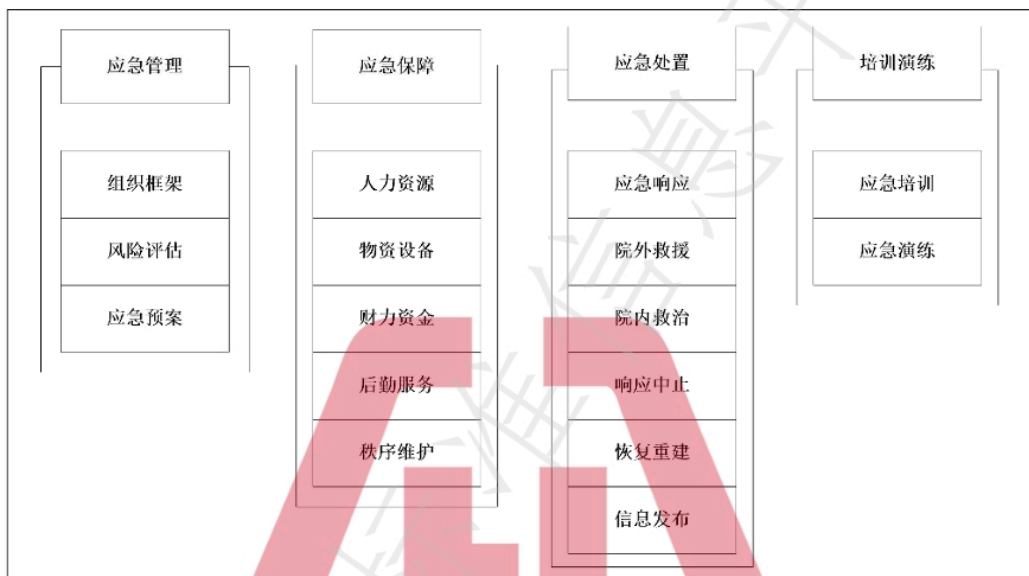 应急管理
组织框架
风险评估
应急预案
应急保障
人力资源
物资设备
财力资金
后勤服务
秩序维护
应急处置
应急响应
院外救援
院内救治
响应中止
恢复重建
信息发布
培训演练
应急培训
应急演练